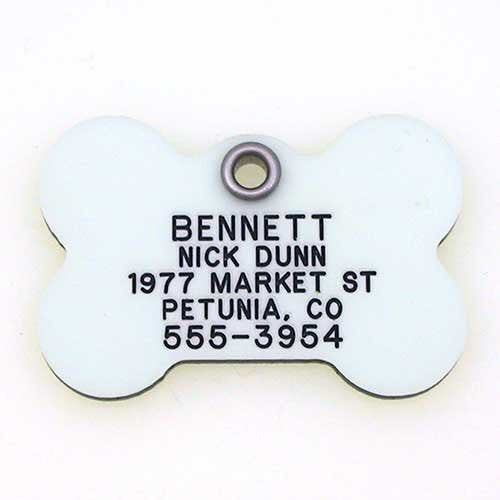 BENNETT
NICK DUNN
1977 MARKET ST
PETUNIA, CO
555-3954